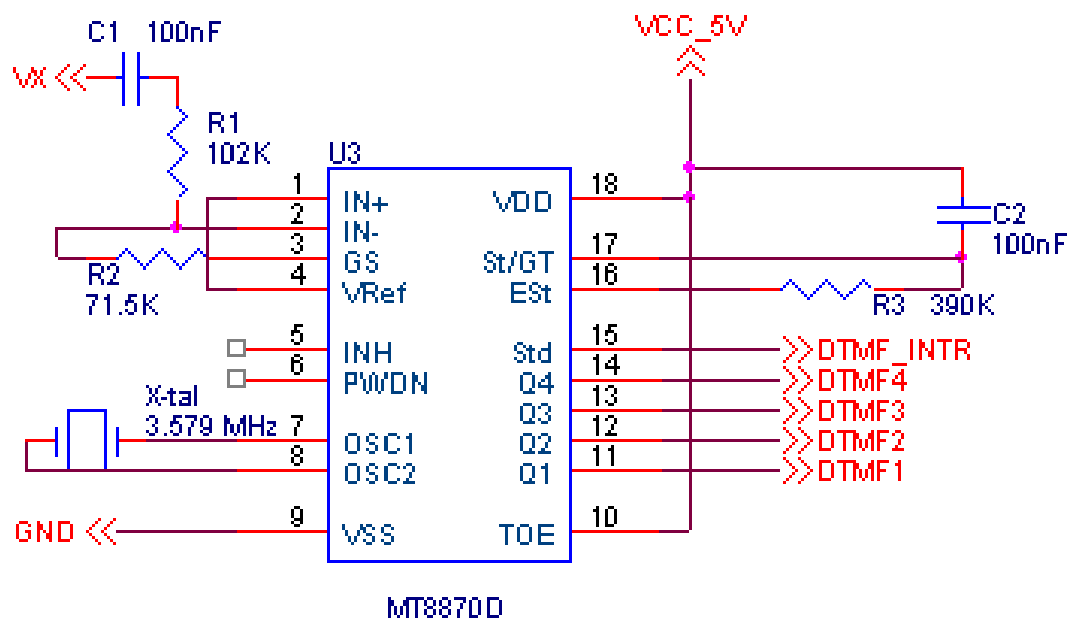 C1 100nF
VCC_5V
VX
R1
102K
U3
1
IN+
VDD
18
2
IN-
C2
100nF
3
GS
St/GT
17
R2
71.5K
4
VRef
ESt
16
R3 390K
5
INH
Std
15
DTMF_INTR
6
PWDN
Q4
14
DTMF4
X-tal
3.579 MHz
Q3
13
DTMF3
7
OSC1
Q2
12
DTMF2
8
OSC2
Q1
11
DTMF1
GND
9
VSS
TOE
10
MT8870D